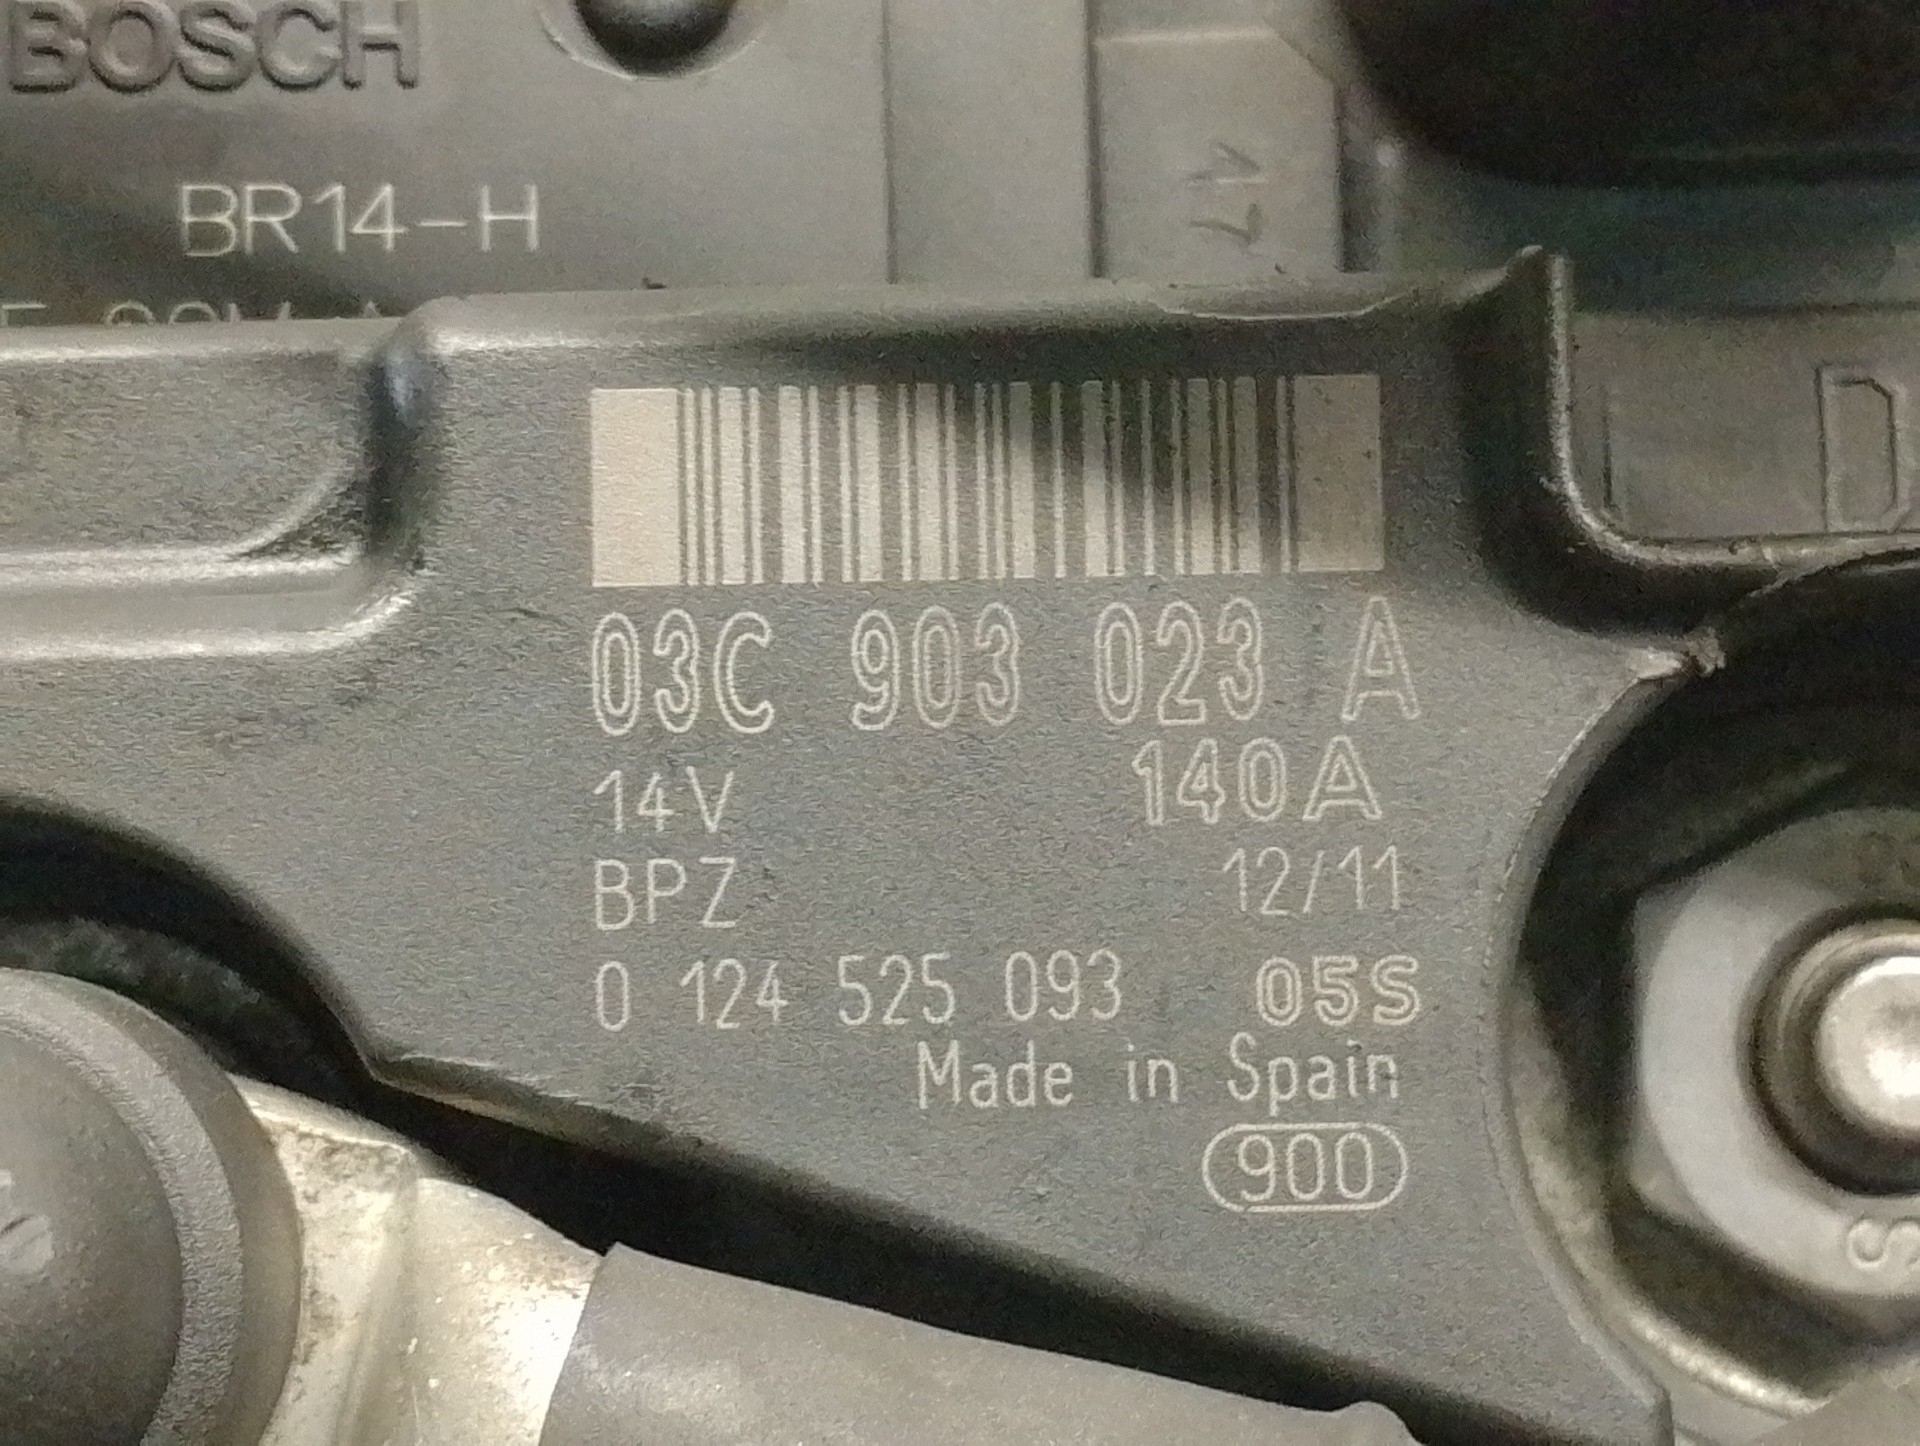 BOSCH
BR14-H
03C 903 023 A
14V 140A
BPZ 12/11
0 124 525 093 05S
Made in Spain
900
D
S